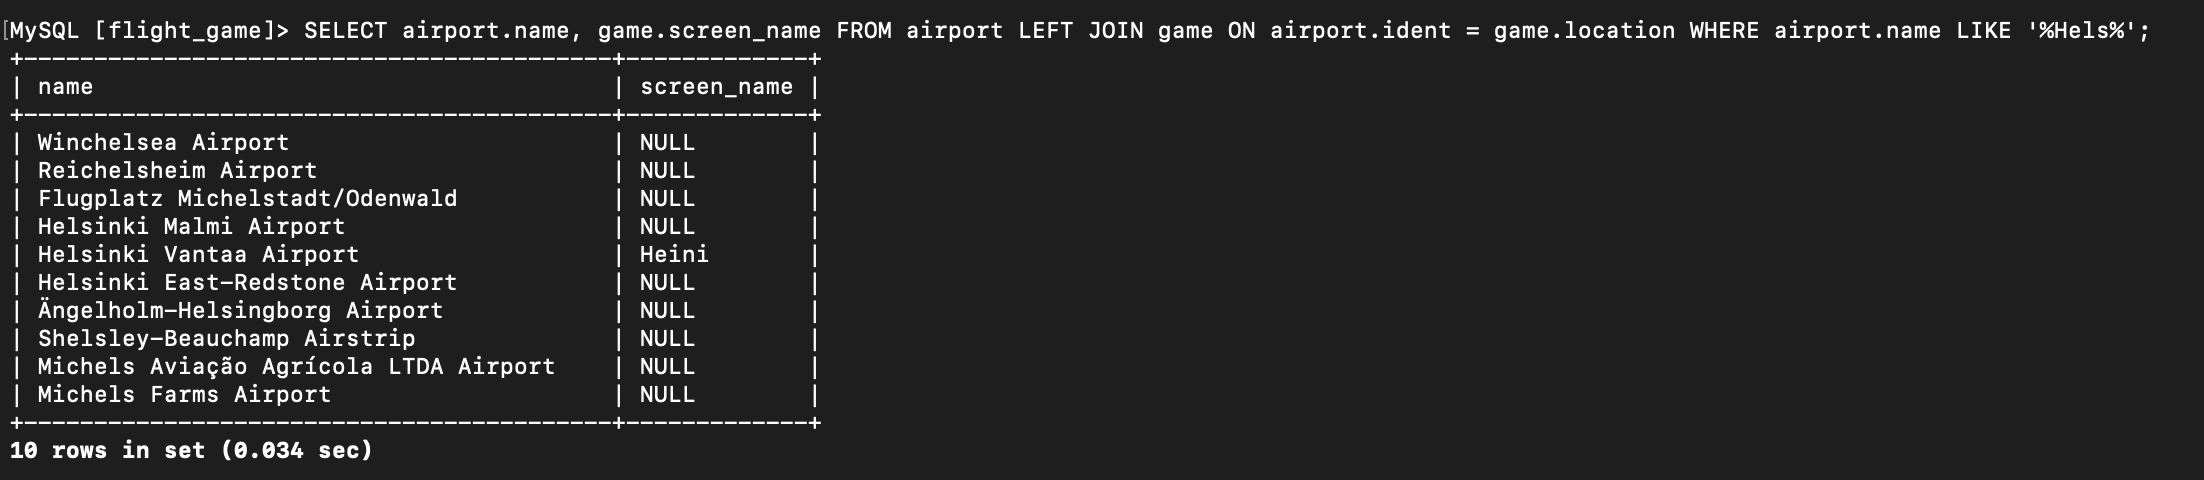 [MySQL [flight_game]> SELECT airport.name, game.screen_name FROM airport LEFT JOIN game ON airport.ident = game.location WHERE airport.name LIKE '%Hels%';
+------------------------------------------+-------------+
| name                                     | screen_name |
+------------------------------------------+-------------+
| Winchelsea Airport                       | NULL        |
| Reichelsheim Airport                     | NULL        |
| Flugplatz Michelstadt/Odenwald           | NULL        |
| Helsinki Malmi Airport                   | NULL        |
| Helsinki Vantaa Airport                  | Heini       |
| Helsinki East-Redstone Airport           | NULL        |
| Ängelholm-Helsingborg Airport            | NULL        |
| Shelsley-Beauchamp Airstrip              | NULL        |
| Michels Aviação Agrícola LTDA Airport    | NULL        |
| Michels Farms Airport                    | NULL        |
+------------------------------------------+-------------+
10 rows in set (0.034 sec)